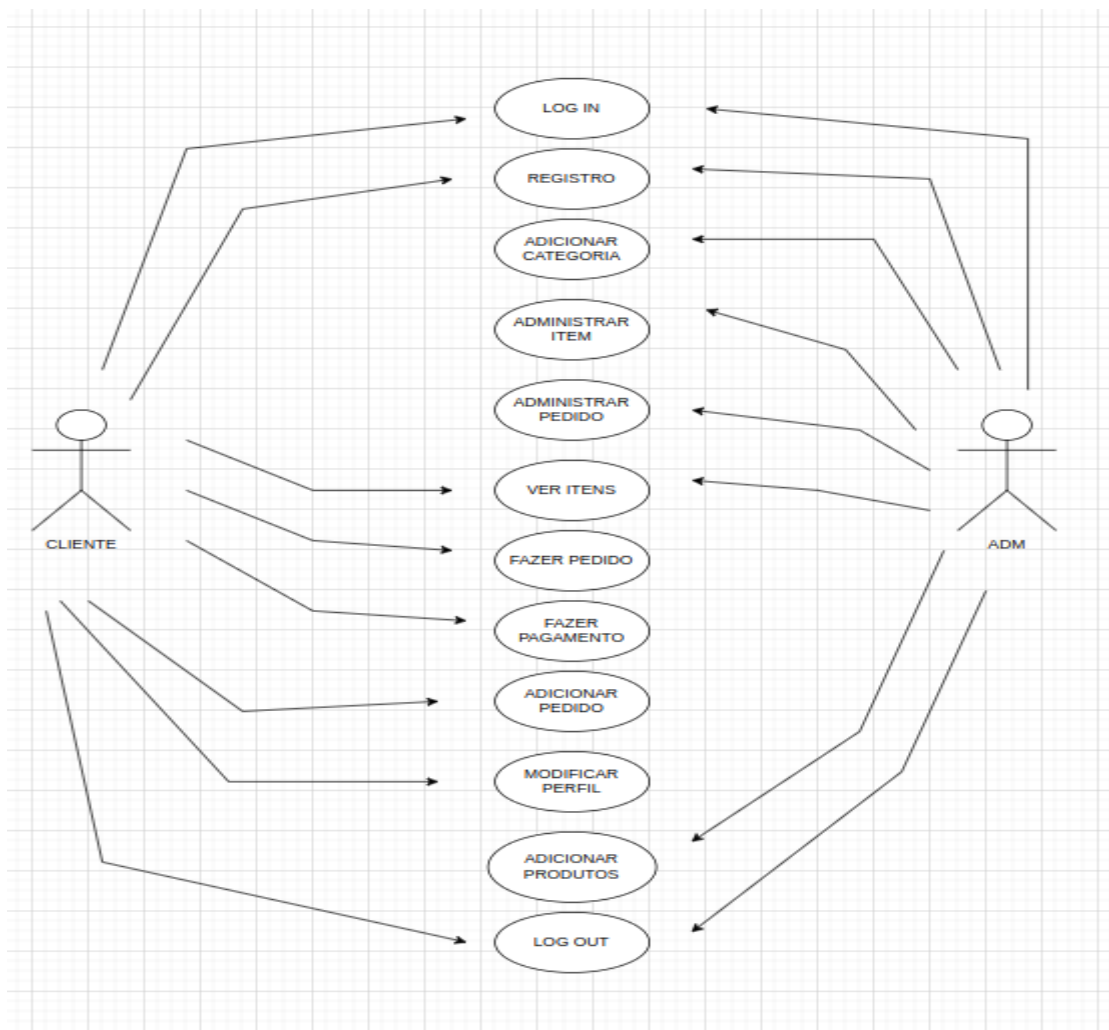 LOG IN
REGISTRO
ADICIONAR
CATEGORIA
ADMINISTRAR
ITEM
ADMINISTRAR
PEDIDO
VER ITENS
CLIENTE
ADM
FAZER PEDIDO
FAZER
PAGAMENTO
ADICIONAR
PEDIDO
MODIFICAR
PERFIL
ADICIONAR
PRODUTOS
LOG OUT